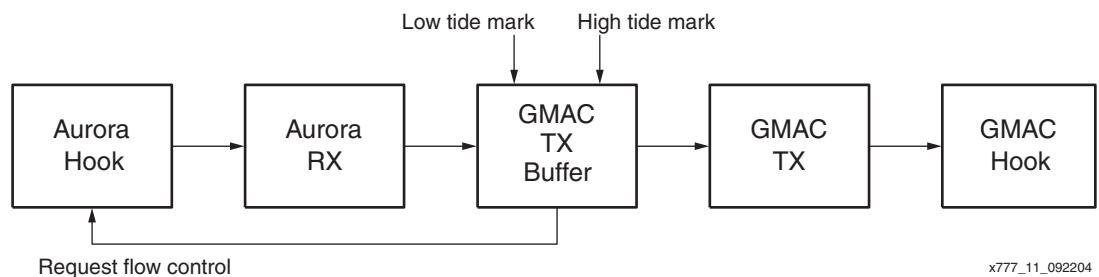 Low tide mark
High tide mark
Aurora
Hook
Aurora
RX
GMAC
TX
Buffer
GMAC
TX
GMAC
Hook
Request flow control
x777_11_092204